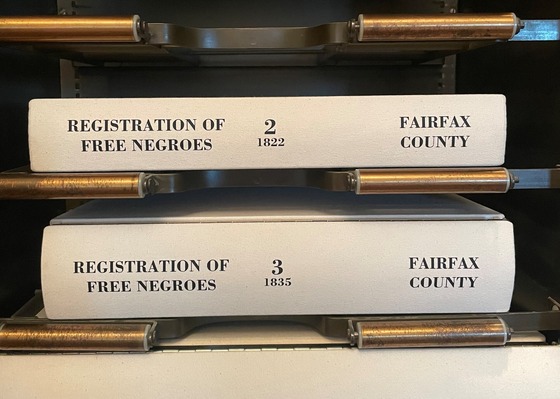 REGISTRATION OF
FREE NEGROES
2
1822
FAIRFAX
COUNTY
REGISTRATION OF
FREE NEGROES
3
1835
FAIRFAX
COUNTY